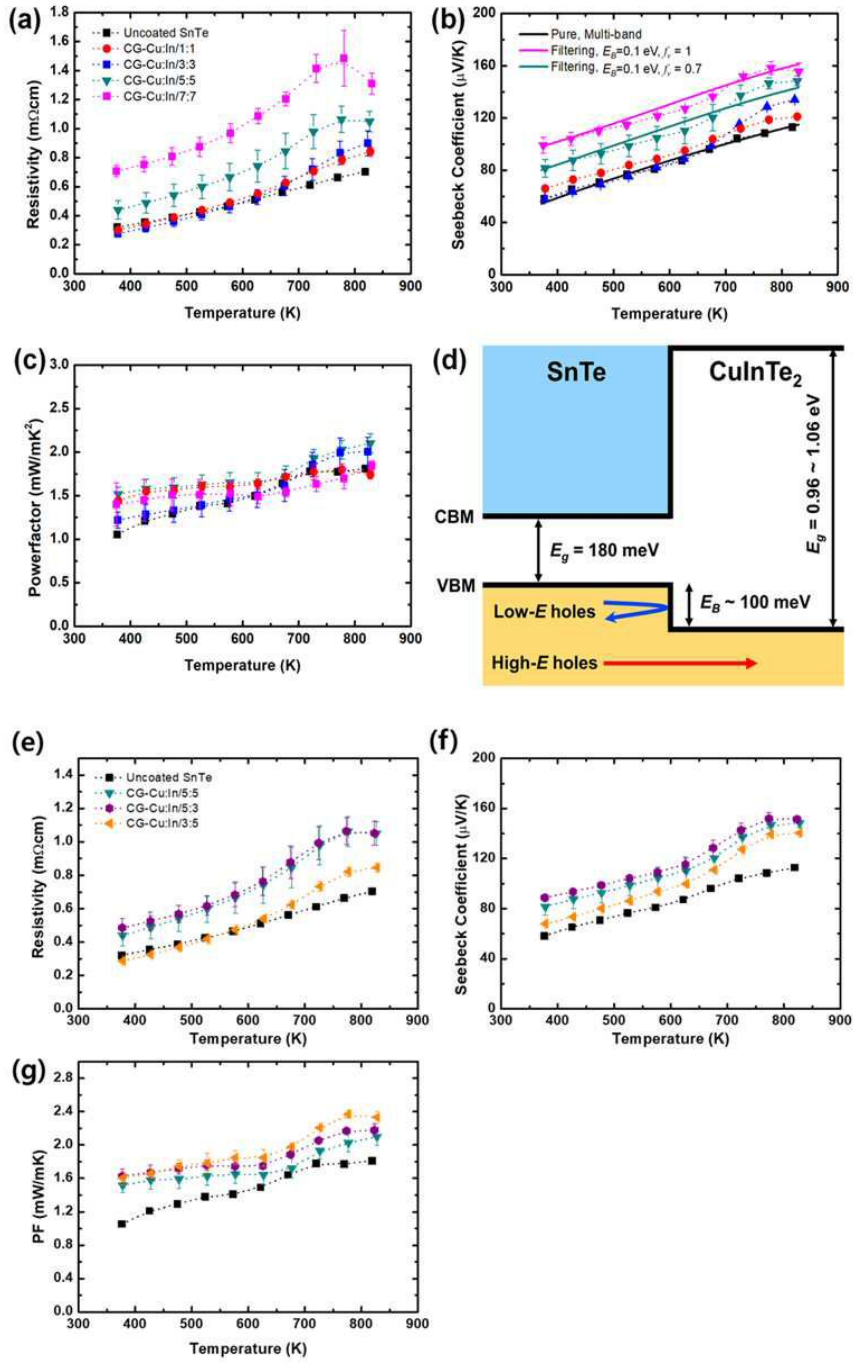 (a)
Uncoated SnTe
CG-Cu:In/1:1
CG-Cu:In/3:3
CG-Cu:In/5:5
CG-Cu:In/7:7
Resistivity (mΩcm)
1.8
1.6
1.4
1.2
1.0
0.8
0.6
0.4
0.2
0.0
300 400 500 600 700 800 900
Temperature (K)
(b)
Pure, Multi-band
Filtering, E_B=0.1 eV, f_r = 1
Filtering, E_B=0.1 eV, f_r = 0.7
Seebeck Coefficient (μV/K)
200
160
120
80
40
0
300 400 500 600 700 800 900
Temperature (K)
(c)
Powerfactor (mW/mK²)
3.0
2.5
2.0
1.5
1.0
0.5
0.0
300 400 500 600 700 800 900
Temperature (K)
(d)
SnTe
CuInTe₂
CBM
VBM
E_g = 180 meV
E_g = 0.96 ~ 1.06 eV
E_B ~ 100 meV
Low-E holes
High-E holes
(e)
Uncoated SnTe
CG-Cu:In/5:5
CG-Cu:In/5:3
CG-Cu:In/3:5
Resistivity (mΩcm)
1.4
1.2
1.0
0.8
0.6
0.4
0.2
0.0
300 400 500 600 700 800 900
Temperature (K)
(f)
Seebeck Coefficient (μV/K)
200
160
120
80
40
0
300 400 500 600 700 800 900
Temperature (K)
(g)
PF (mW/mK)
2.8
2.4
2.0
1.6
1.2
0.8
0.4
0.0
300 400 500 600 700 800 900
Temperature (K)